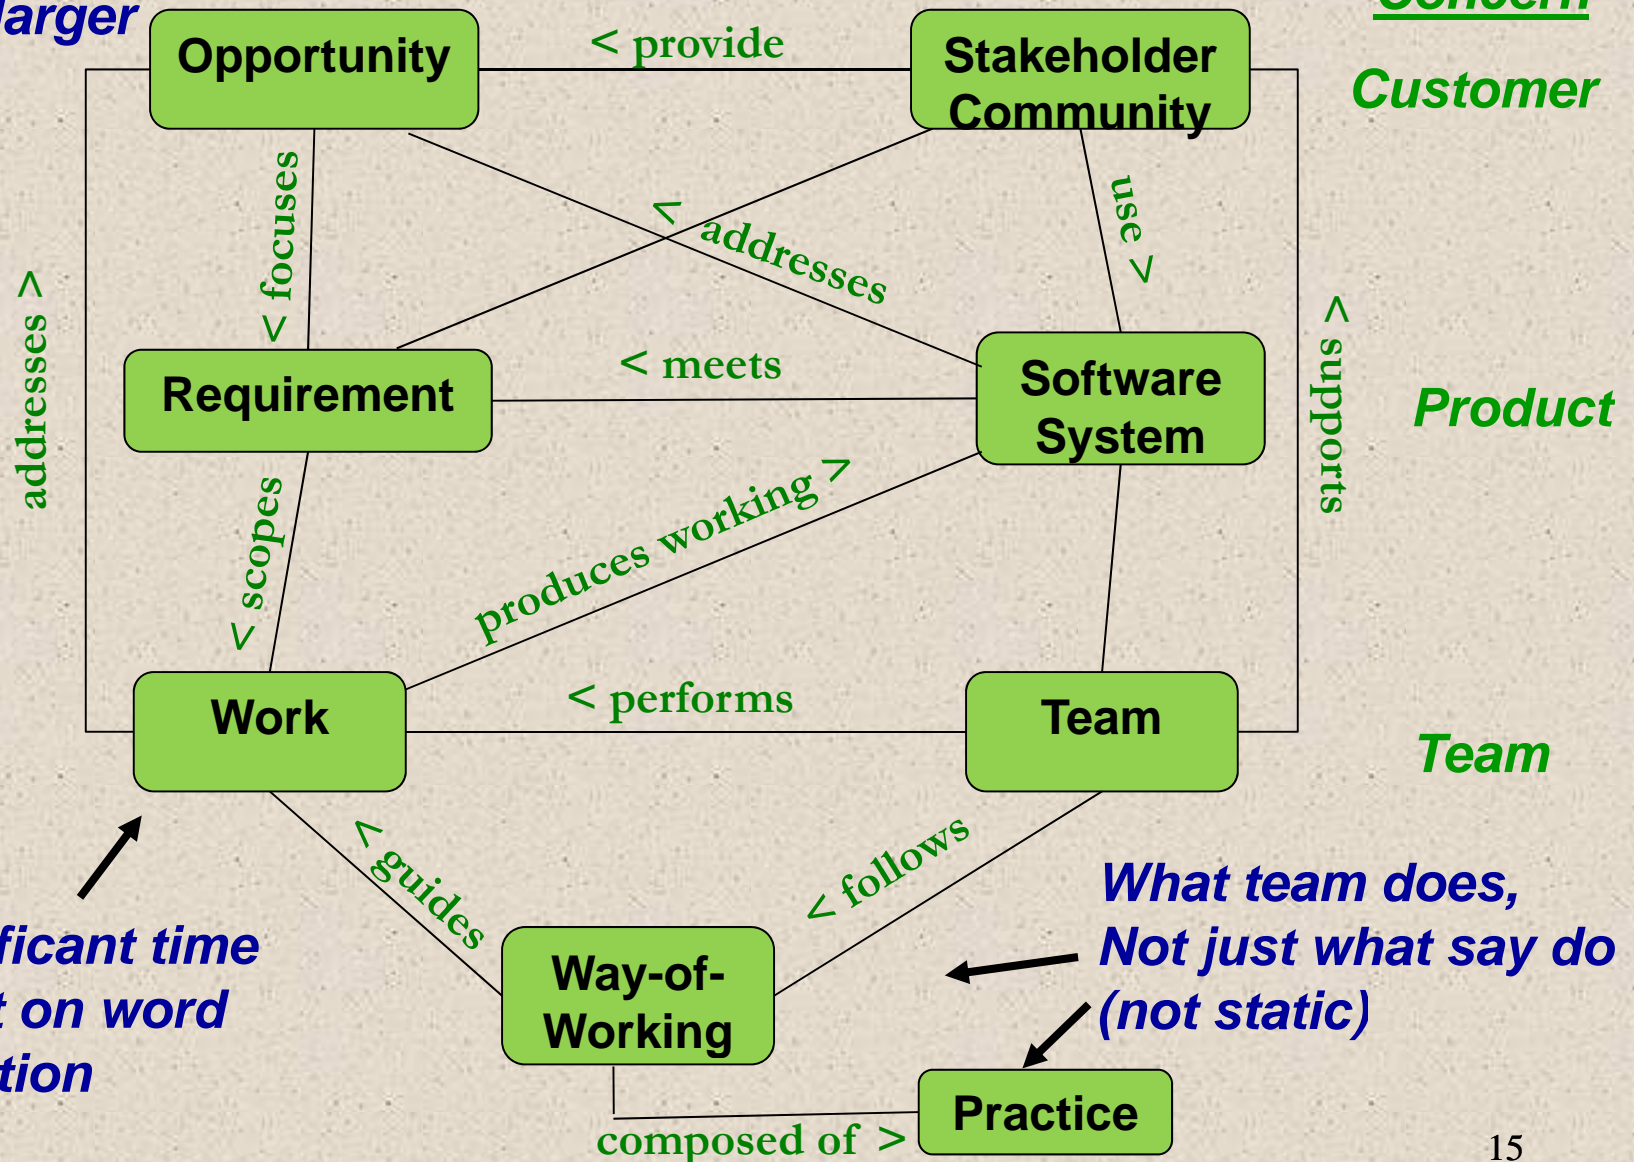 larger
Concern
Opportunity
< provide
Stakeholder
Community
Customer
< focuses
< addresses
use >
addresses >
< supports
Requirement
< meets
Software
System
Product
< scopes
produces working >
Work
< performs
Team
Team
< guides
< follows
What team does,
Not just what say do
(not static)
ficant time
t on word
tion
Way-of-
Working
Practice
composed of >
15